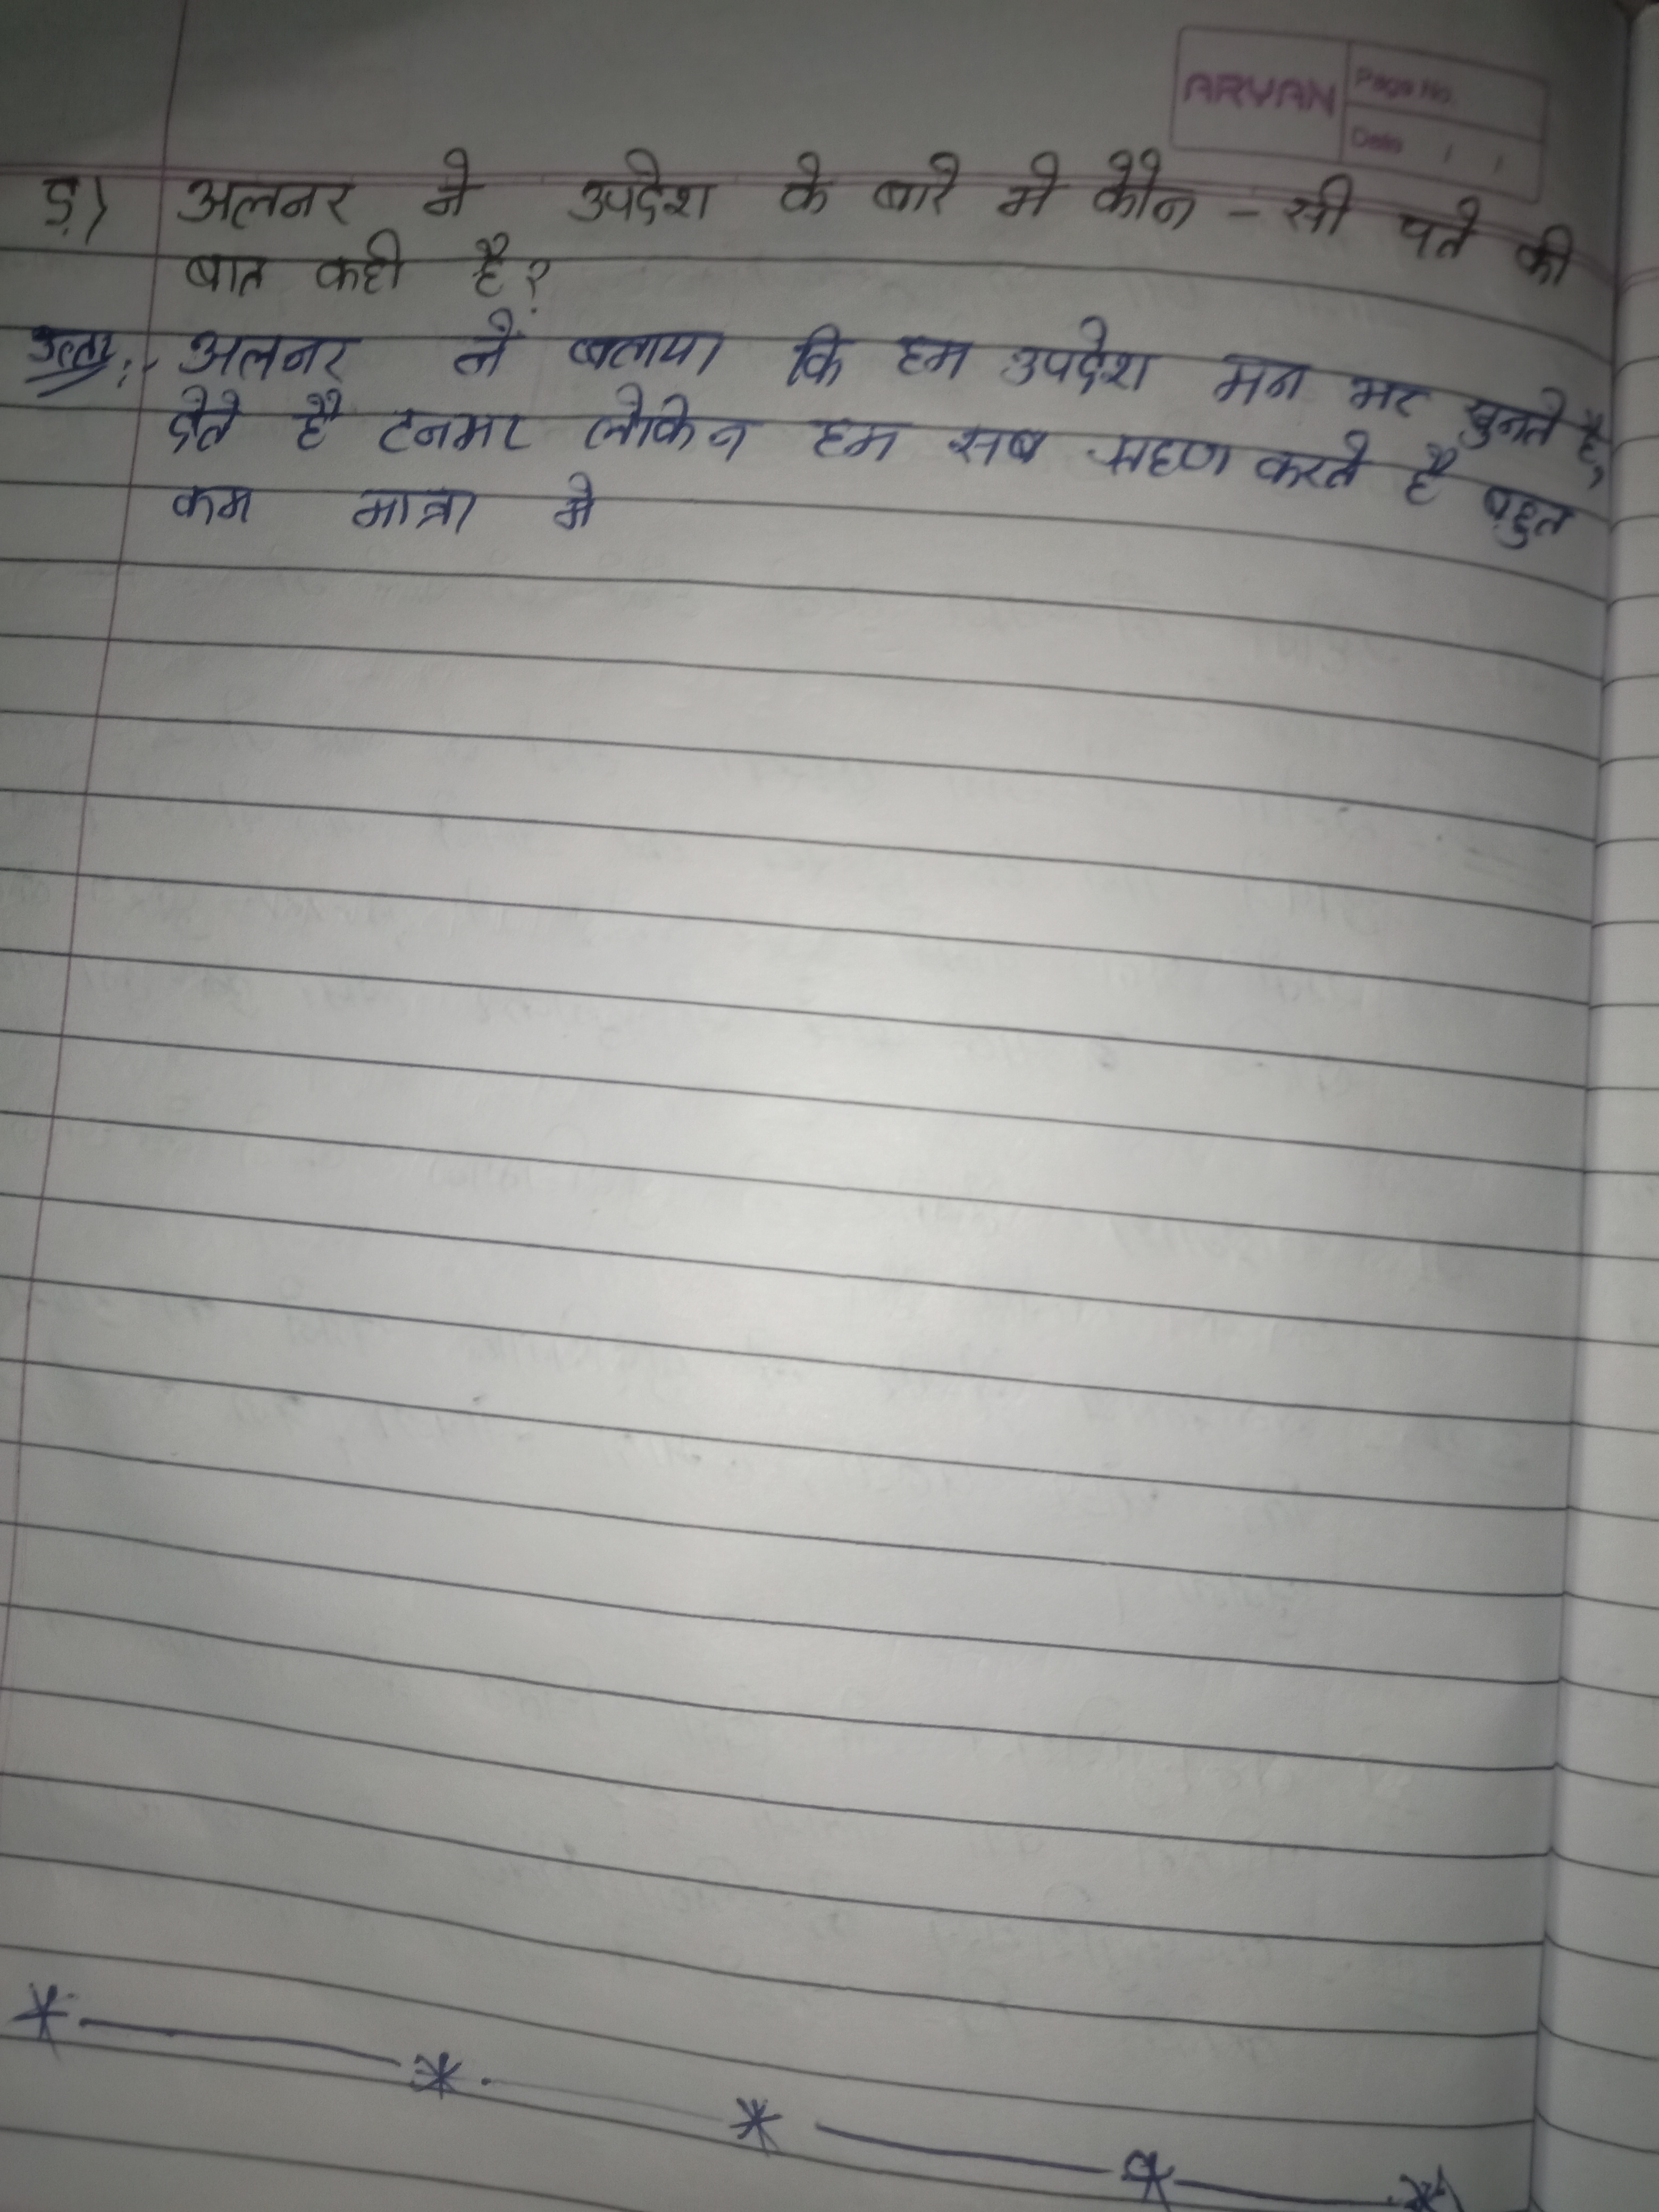 ARYAN
Page No.
Date / /
ड़) अलनर ने उपदेश के बारे मे कौन - सी पते की
बात कही है?
उत्तर:- अलनर ने बताया कि हम उपदेश मन भर सुनते है,
देते है टनभर लेकिन हम सब ग्रहण करते है बहुत
कम मात्रा मे